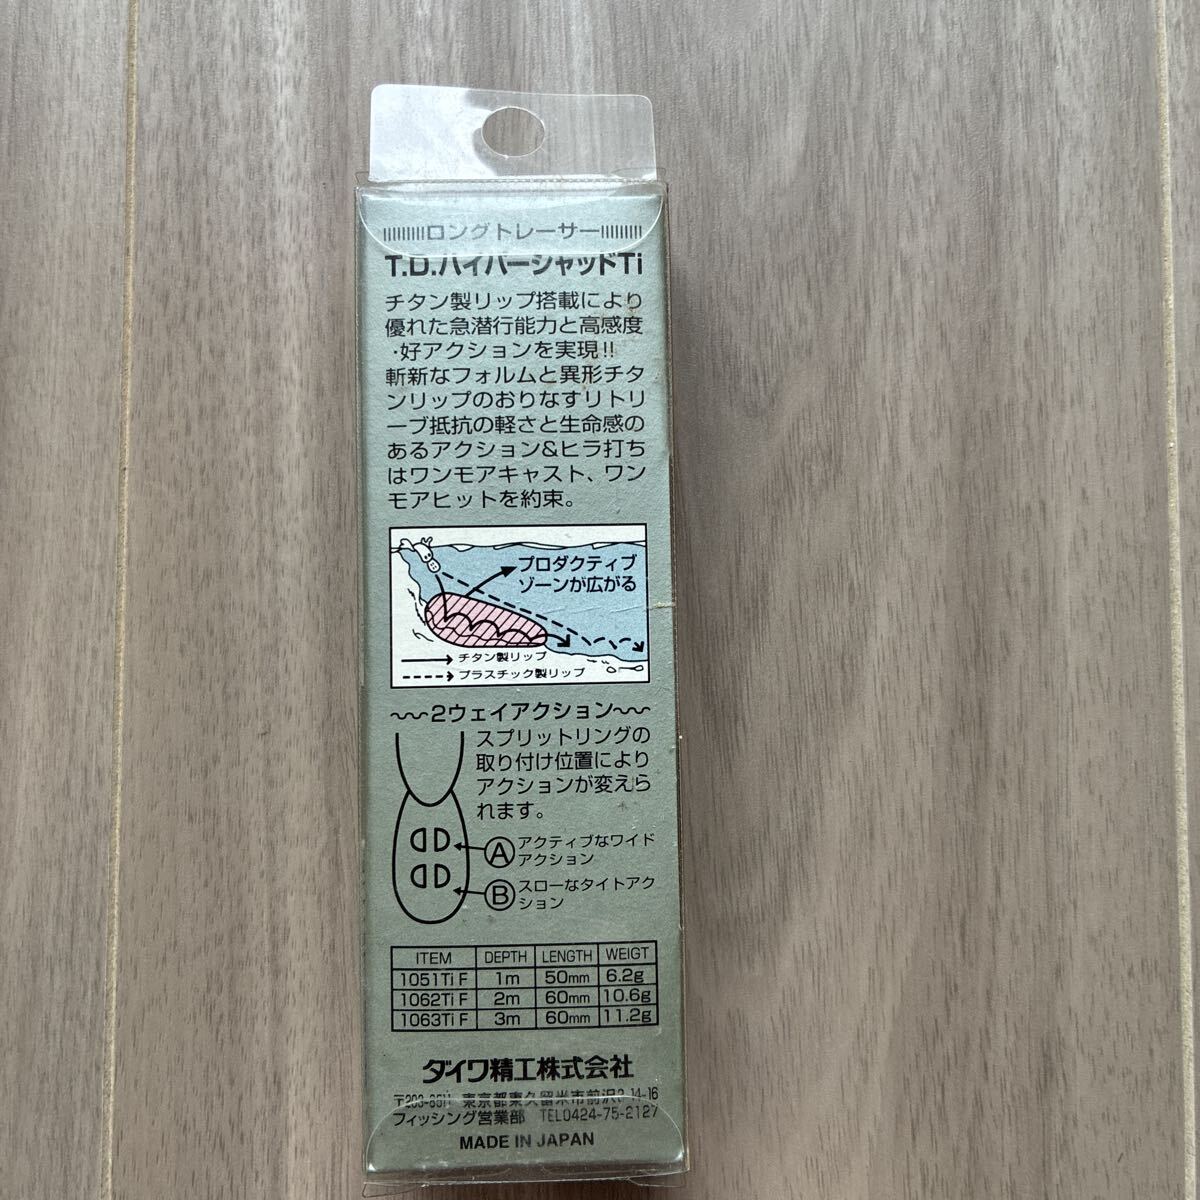 ロングトレーサー
T.D.ハイパーシャッドTi
チタン製リップ搭載により
優れた急潜行能力と高感度
・好アクションを実現!!
斬新なフォルムと異形チタ
ンリップのおりなすリトリ
ーブ抵抗の軽さと生命感の
あるアクション&ヒラ打ち
はワンモアキャスト、ワン
モアヒットを約束。
プロダクティブ
ゾーンが広がる
チタン製リップ
プラスチック製リップ
2ウェイアクション
スプリットリングの
取り付け位置により
アクションが変えら
れます。
A アクティブなワイド
アクション
B スローなタイトアク
ション
ITEM DEPTH LENGTH WEIGT
1051Ti F 1m 50mm 6.2g
1062Ti F 2m 60mm 10.6g
1063Ti F 3m 60mm 11.2g
ダイワ精工株式会社
〒203-8511 東京都東久留米市前沢3-14-16
フィッシング営業部 TEL0424-75-2127
MADE IN JAPAN